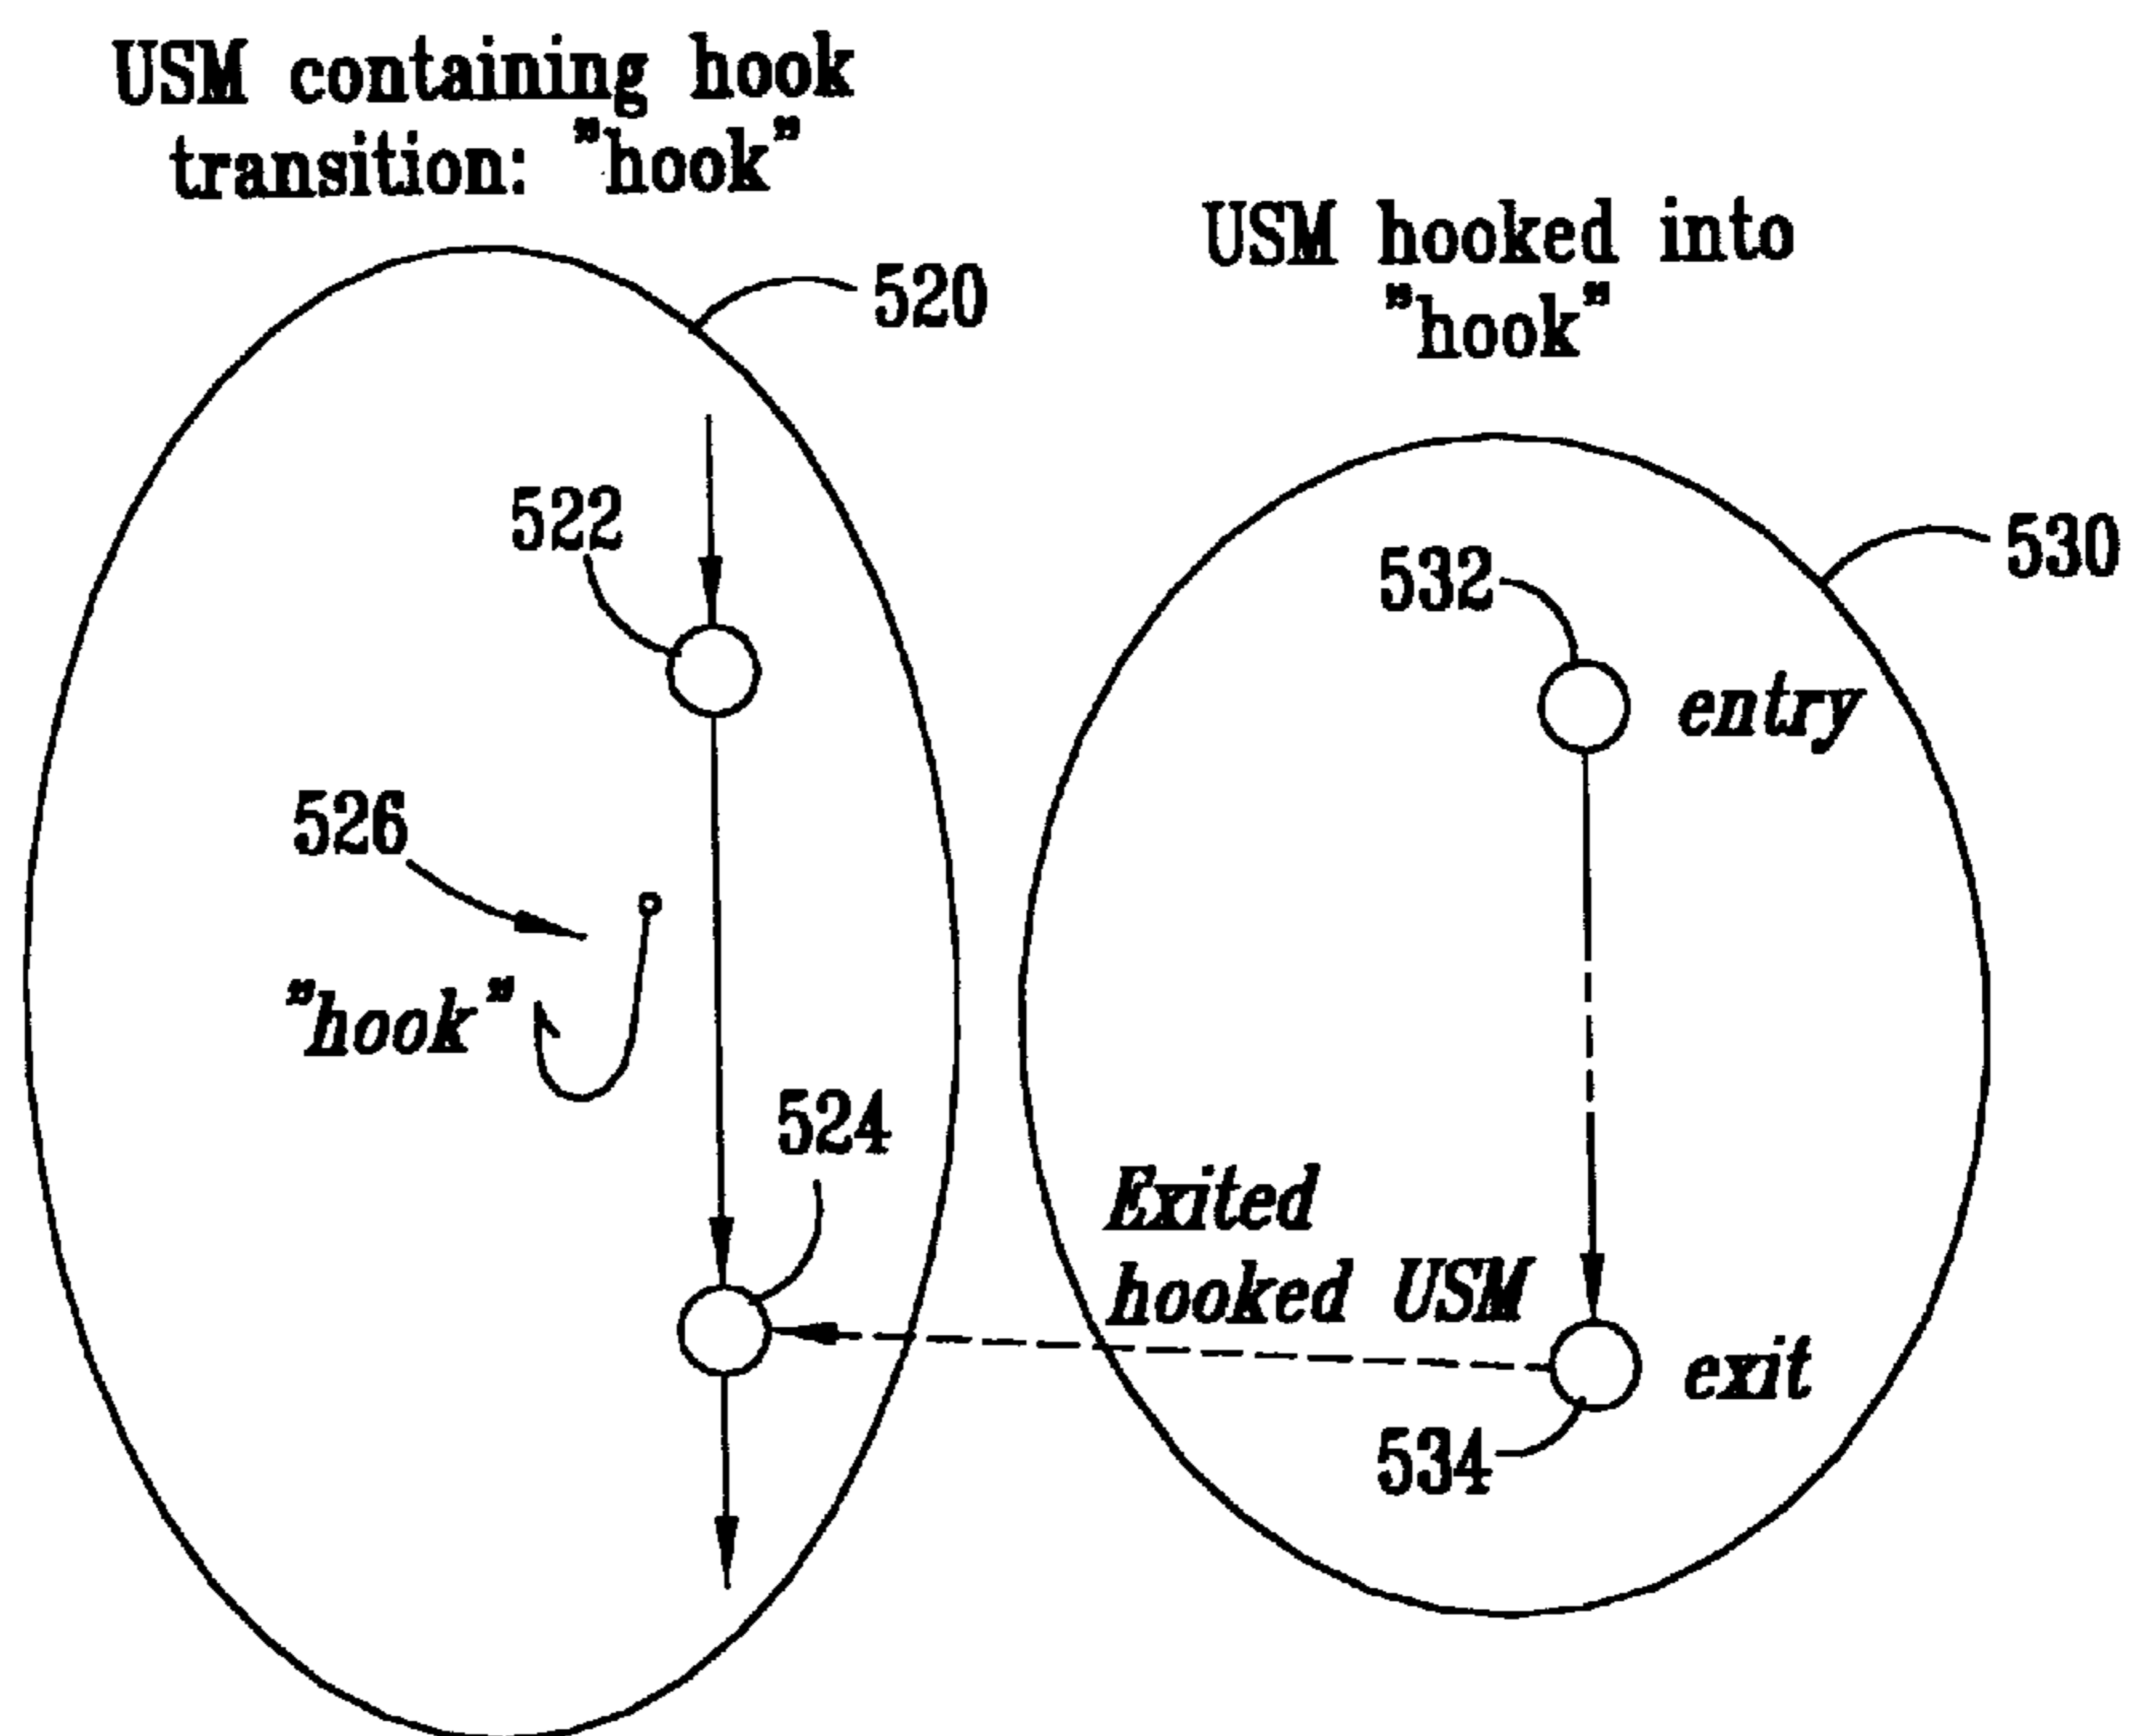 USM containing hook
transition: "hook"
520
USM hooked into
"hook"
522
530
532
entry
526
"hook"
524
Exited
hooked USM
exit
534